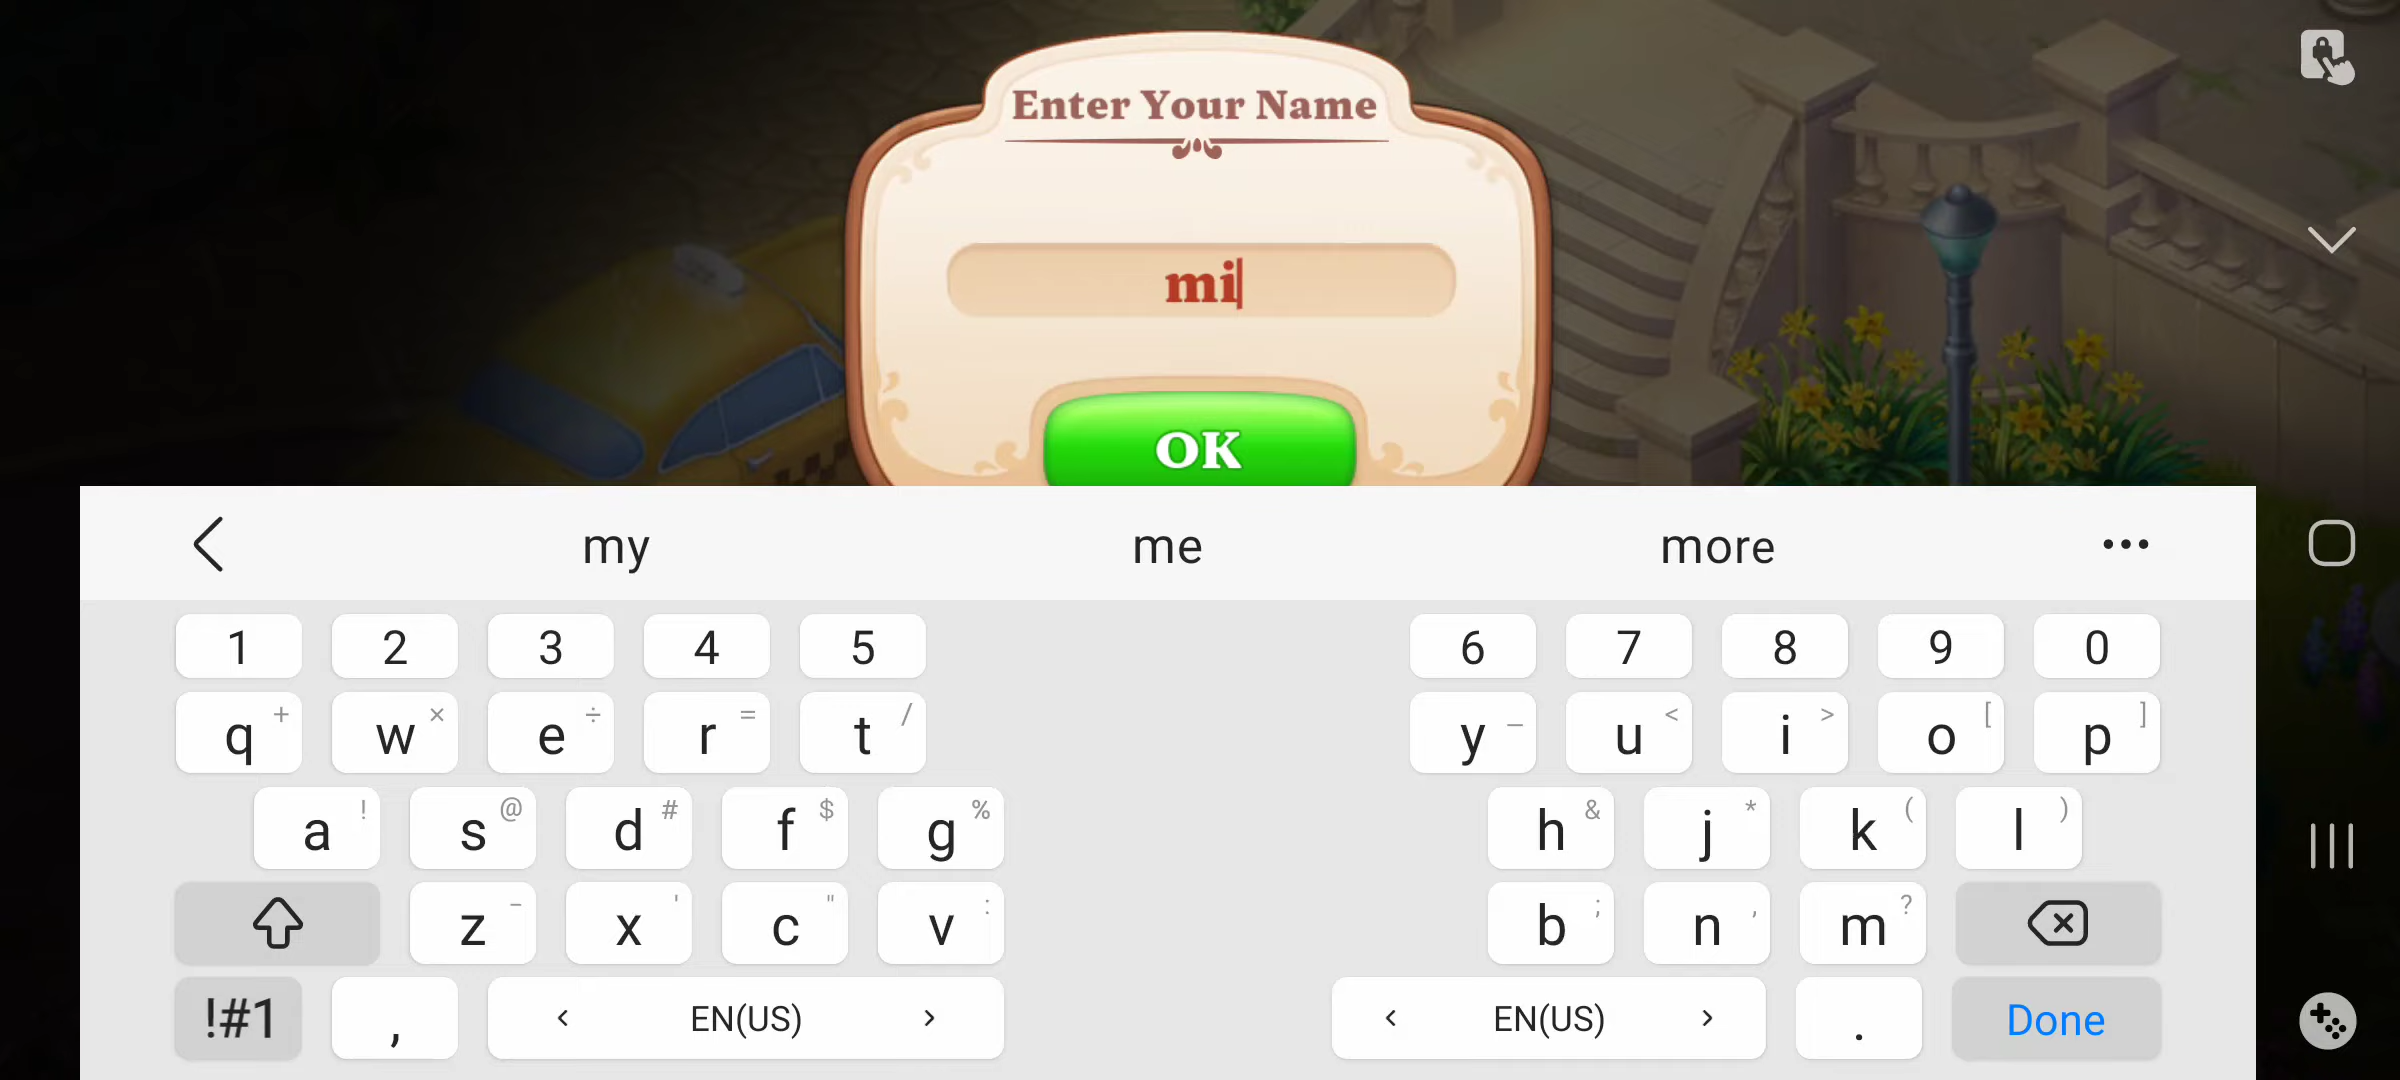 Enter Your Name
mi
OK
my me more
1 2 3 4 5 6 7 8 9 0
q + w × e ÷ r = t / y _ u < i > o [ p ]
a ! s @ d # f $ g % h & j * k ( l )
z - x ' c " v : b ; n , m ?
!#1 , < EN(US) > < EN(US) > . Done